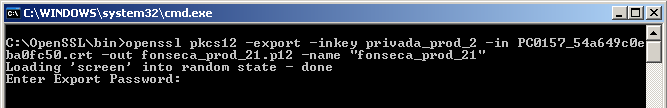 C:\WINDOWS\system32\cmd.exe
C:\OpenSSL\bin>openssl pkcs12 -export -inkey privada_prod_2 -in PC0157_54a649c0e
ba0fc50.crt -out fonseca_prod_21.p12 -name "fonseca_prod_21"
Loading 'screen' into random state - done
Enter Export Password: